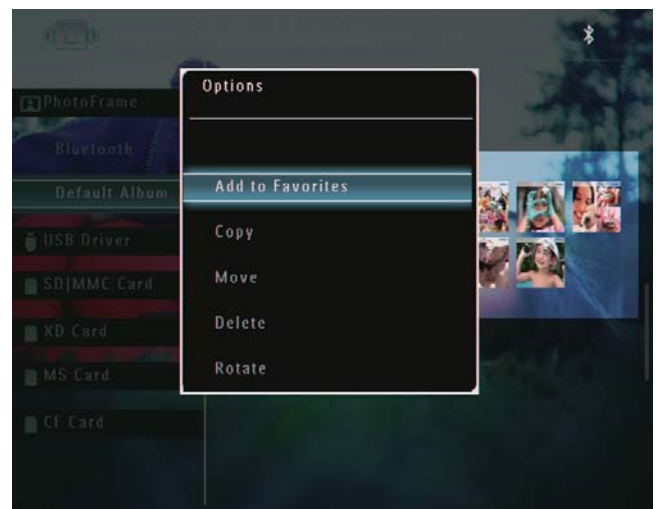 Options
PhotoFrame
Bluetooth
Default Album
USB Driver
SD|MMC Card
XD Card
MS Card
CF Card
Add to Favorites
Copy
Move
Delete
Rotate